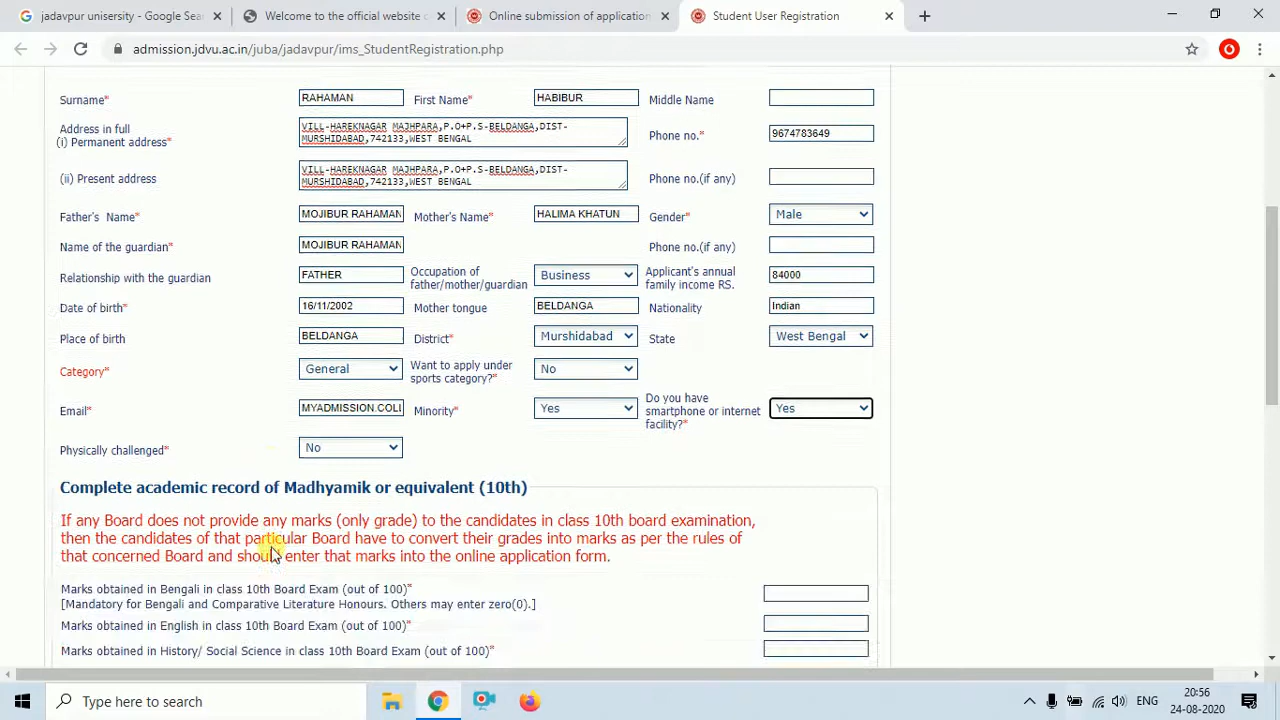 jadavpur unisersity - Google Sea
Welcome to the official website o
Online submission of application
Student User Registration
admission.jdvu.ac.in/juba/jadavpur/ims_StudentRegistration.php
Surname* RAHAMAN First Name* HABIBUR Middle Name
Address in full
(i) Permanent address* VILL-HAREKNAGAR MAJHPARA,P.O+P.S-BELDANGA,DIST-
MURSHIDABAD,742133,WEST BENGAL
Phone no.* 9674783649
(ii) Present address VILL-HAREKNAGAR MAJHPARA,P.O+P.S-BELDANGA,DIST-
MURSHIDABAD,742133,WEST BENGAL
Phone no.(if any)
Father's Name* MOJIBUR RAHAMAN Mother's Name* HALIMA KHATUN Gender* Male
Name of the guardian* MOJIBUR RAHAMAN Phone no.(if any)
Relationship with the guardian FATHER Occupation of
father/mother/guardian Business Applicant's annual
family income RS. 84000
Date of birth* 16/11/2002 Mother tongue BELDANGA Nationality Indian
Place of birth BELDANGA District* Murshidabad State West Bengal
Category* General Want to apply under
sports category?* No
Email* MYADMISSION.COLL Minority* Yes Do you have
smartphone or internet
facility?* Yes
Physically challenged* No
Complete academic record of Madhyamik or equivalent (10th)
If any Board does not provide any marks (only grade) to the candidates in class 10th board examination,
then the candidates of that particular Board have to convert their grades into marks as per the rules of
that concerned Board and should enter that marks into the online application form.
Marks obtained in Bengali in class 10th Board Exam (out of 100)*
[Mandatory for Bengali and Comparative Literature Honours. Others may enter zero(0).]
Marks obtained in English in class 10th Board Exam (out of 100)*
Marks obtained in History/ Social Science in class 10th Board Exam (out of 100)*
Type here to search
ENG
20:56
24-08-2020